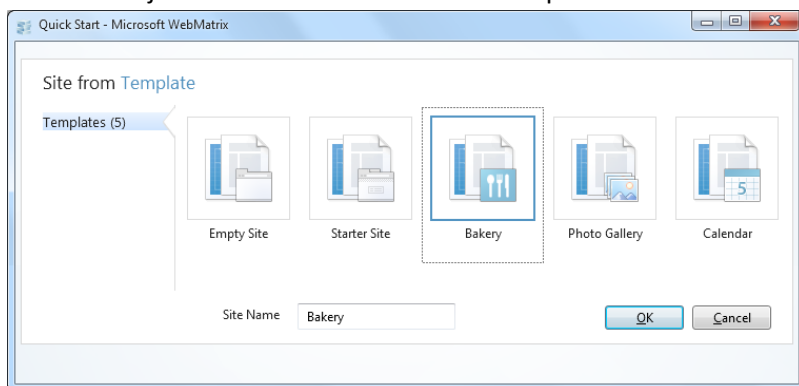 Quick Start - Microsoft WebMatrix
Site from Template
Templates (5)
5
Empty Site
Starter Site
Bakery
Photo Gallery
Calendar
Site Name
Bakery
OK
Cancel